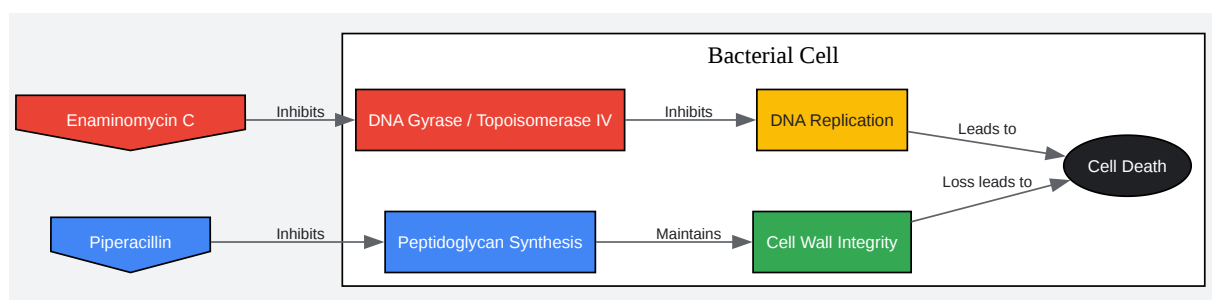 Bacterial Cell
Enaminomycin C
Inhibits
DNA Gyrase / Topoisomerase IV
Inhibits
DNA Replication
Leads to
Cell Death
Piperacillin
Inhibits
Peptidoglycan Synthesis
Maintains
Cell Wall Integrity
Loss leads to